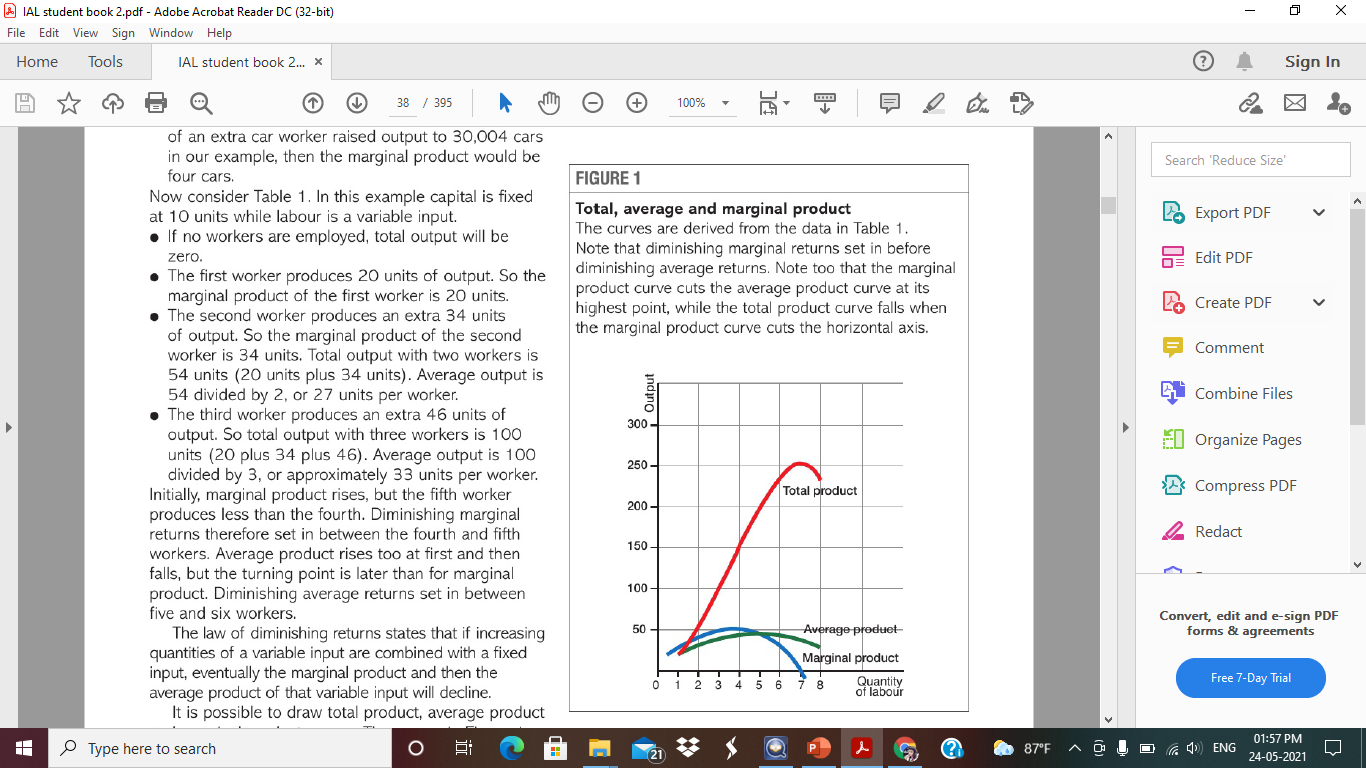 IAL student book 2.pdf - Adobe Acrobat Reader DC (32-bit)
File Edit View Sign Window Help
Home Tools IAL student book 2... × Sign In
38 / 395 100%
of an extra car worker raised output to 30,004 cars
in our example, then the marginal product would be
four cars.
Now consider Table 1. In this example capital is fixed
at 10 units while labour is a variable input.
● If no workers are employed, total output will be
zero.
● The first worker produces 20 units of output. So the
marginal product of the first worker is 20 units.
● The second worker produces an extra 34 units
of output. So the marginal product of the second
worker is 34 units. Total output with two workers is
54 units (20 units plus 34 units). Average output is
54 divided by 2, or 27 units per worker.
● The third worker produces an extra 46 units of
output. So total output with three workers is 100
units (20 plus 34 plus 46). Average output is 100
divided by 3, or approximately 33 units per worker.
Initially, marginal product rises, but the fifth worker
produces less than the fourth. Diminishing marginal
returns therefore set in between the fourth and fifth
workers. Average product rises too at first and then
falls, but the turning point is later than for marginal
product. Diminishing average returns set in between
five and six workers.
The law of diminishing returns states that if increasing
quantities of a variable input are combined with a fixed
input, eventually the marginal product and then the
average product of that variable input will decline.
It is possible to draw total product, average product
FIGURE 1
Total, average and marginal product
The curves are derived from the data in Table 1.
Note that diminishing marginal returns set in before
diminishing average returns. Note too that the marginal
product curve cuts the average product curve at its
highest point, while the total product curve falls when
the marginal product curve cuts the horizontal axis.
Output
300
250
200
150
100
50
Total product
Average product
Marginal product
0 1 2 3 4 5 6 7 8
Quantity
of labour
Search 'Reduce Size'
Export PDF
Edit PDF
Create PDF
Comment
Combine Files
Organize Pages
Compress PDF
Redact
Convert, edit and e-sign PDF
forms & agreements
Free 7-Day Trial
Type here to search
21
87°F
ENG
01:57 PM
24-05-2021